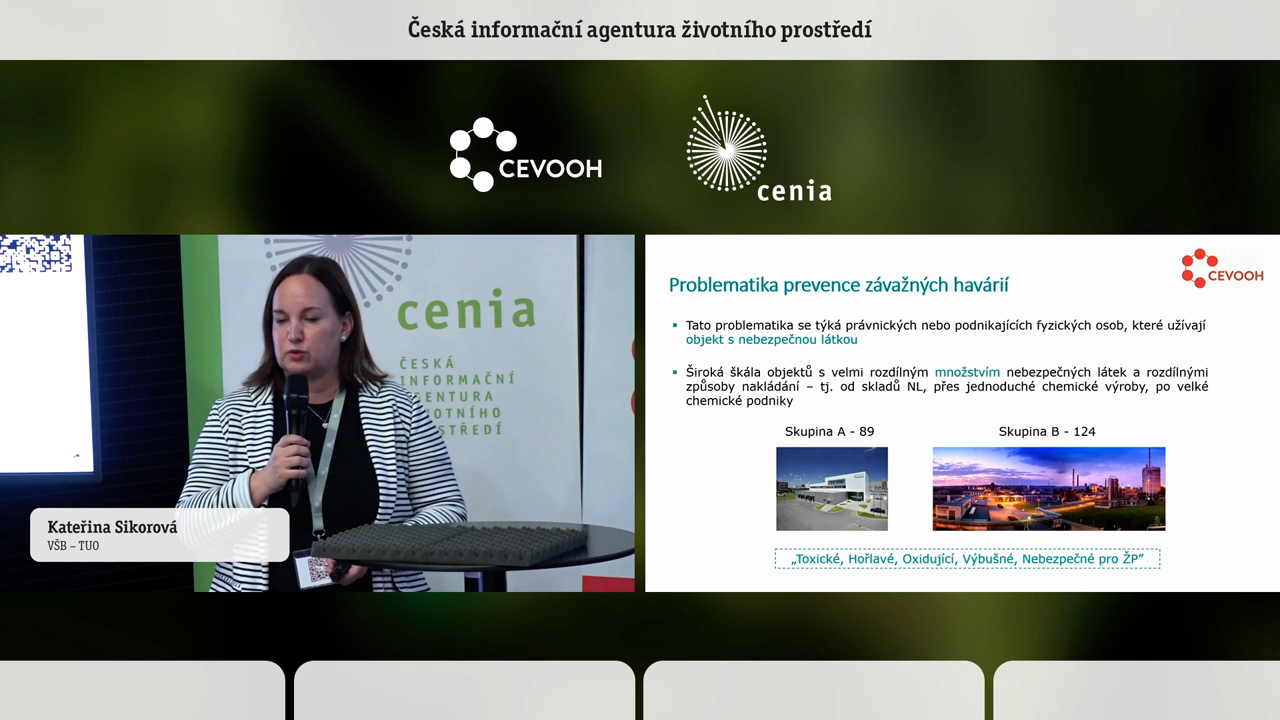 Česká informační agentura životního prostředí
CEVOOH
cenia
cenia
ČESKÁ
INFORMAČNÍ
Kateřina Sikorová
VŠB – TUO
CEVOOH
Problematika prevence závažných havárií
▪ Tato problematika se týká právnických nebo podnikajících fyzických osob, které užívají
objekt s nebezpečnou látkou
▪ Široká škála objektů s velmi rozdílným množstvím nebezpečných látek a rozdílnými
způsoby nakládání – tj. od skladů NL, přes jednoduché chemické výroby, po velké
chemické podniky
Skupina A - 89
Skupina B - 124
„Toxické, Hořlavé, Oxidující, Výbušné, Nebezpečné pro ŽP”